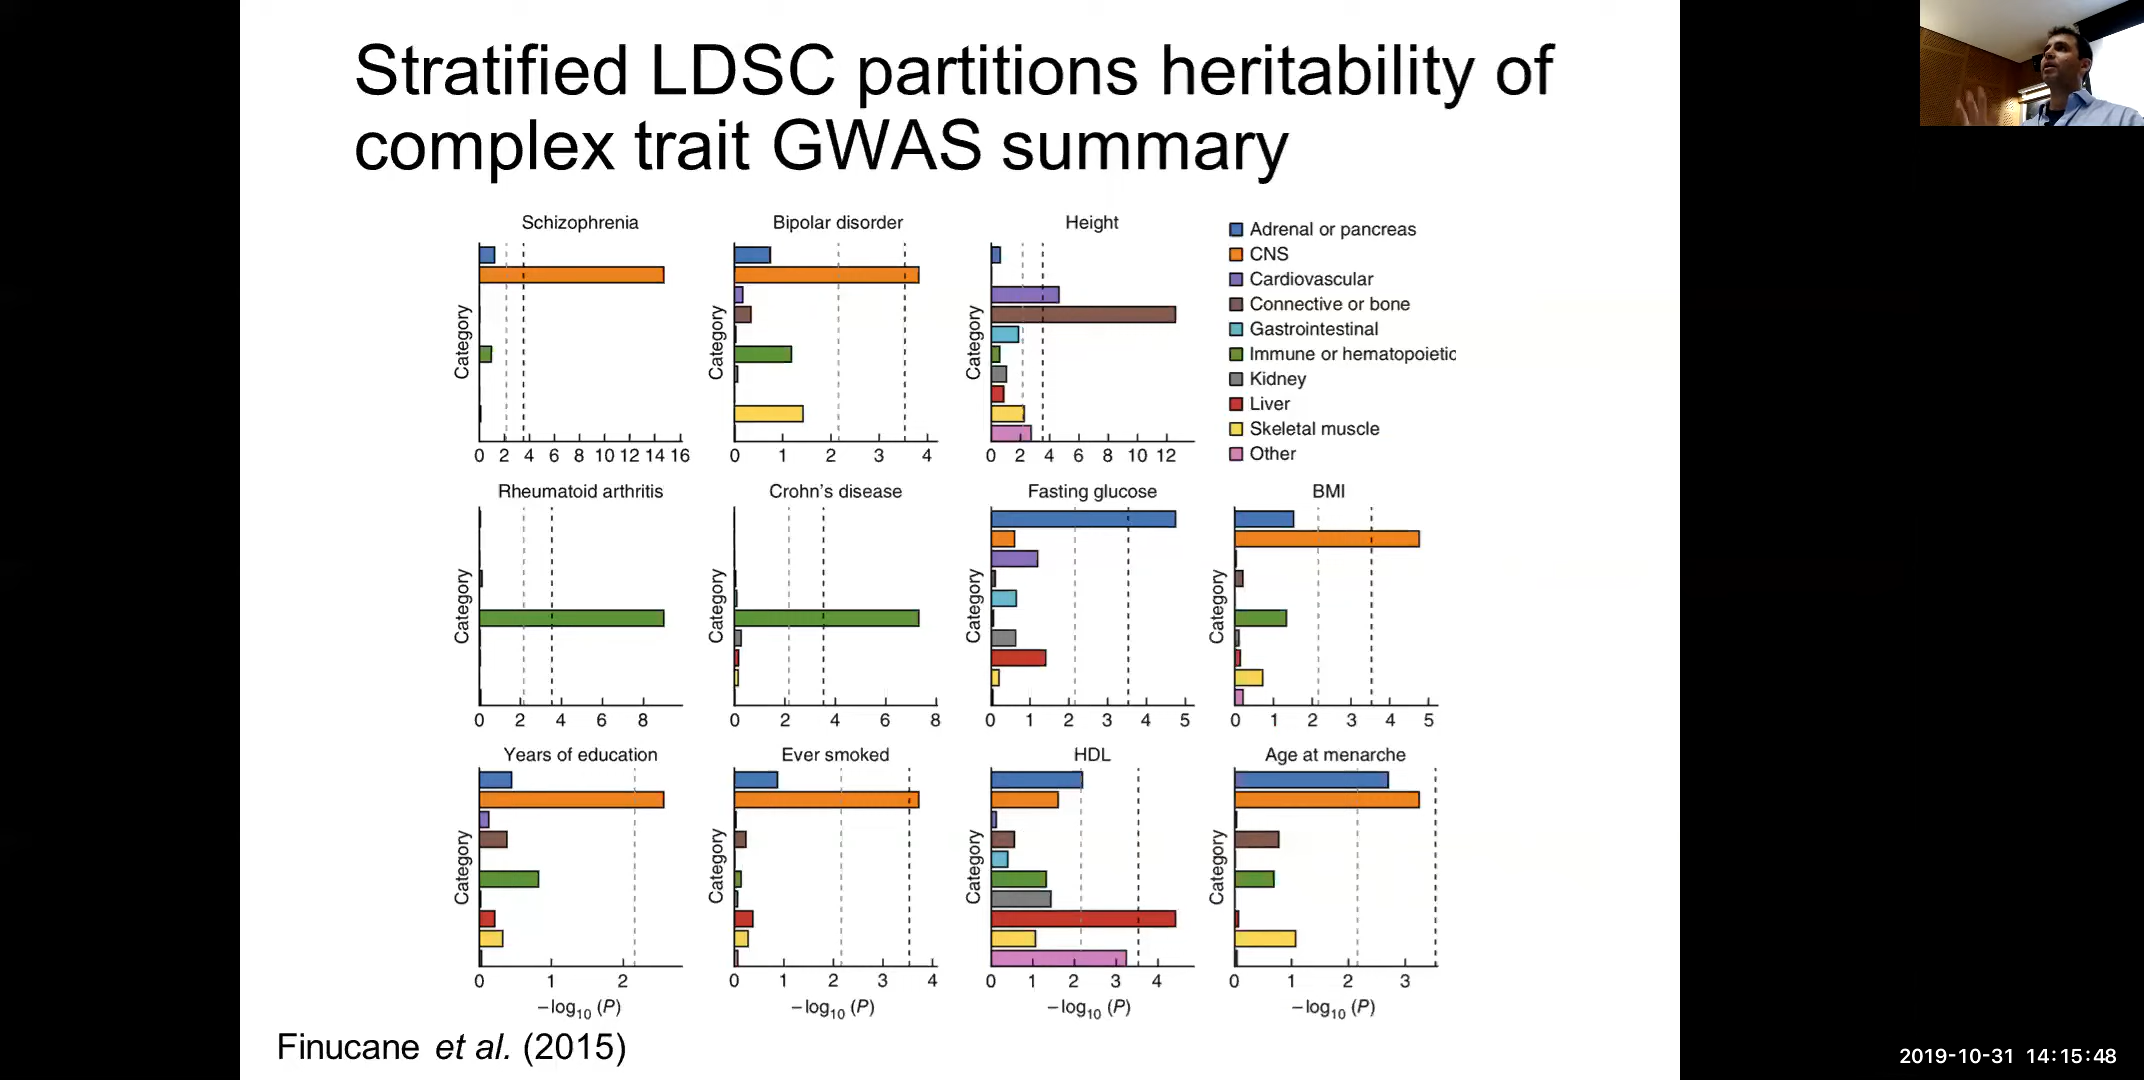 Stratified LDSC partitions heritability of
complex trait GWAS summary
Schizophrenia
Category
0 2 4 6 8 10 12 14 16
Bipolar disorder
Category
0 1 2 3 4
Height
Category
0 2 4 6 8 10 12
Adrenal or pancreas
CNS
Cardiovascular
Connective or bone
Gastrointestinal
Immune or hematopoietic
Kidney
Liver
Skeletal muscle
Other
Rheumatoid arthritis
Category
0 2 4 6 8
Crohn's disease
Category
0 2 4 6 8
Fasting glucose
Category
0 1 2 3 4 5
BMI
Category
0 1 2 3 4 5
Years of education
Category
0 1 2
−log10 (P)
Ever smoked
Category
0 1 2 3 4
−log10 (P)
HDL
Category
0 1 2 3 4
−log10 (P)
Age at menarche
Category
0 1 2 3
−log10 (P)
Finucane et al. (2015)
2019-10-31 14:15:48